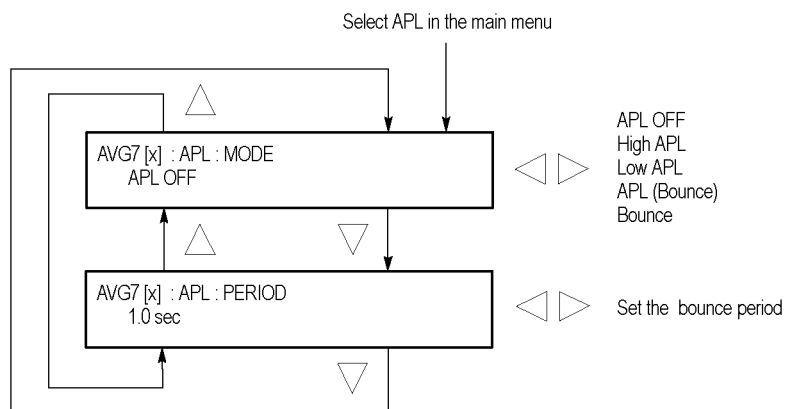 Select APL in the main menu
AVG7 [x] : APL : MODE
APL OFF
APL OFF
High APL
Low APL
APL (Bounce)
Bounce
AVG7 [x] : APL : PERIOD
1.0 sec
Set the bounce period